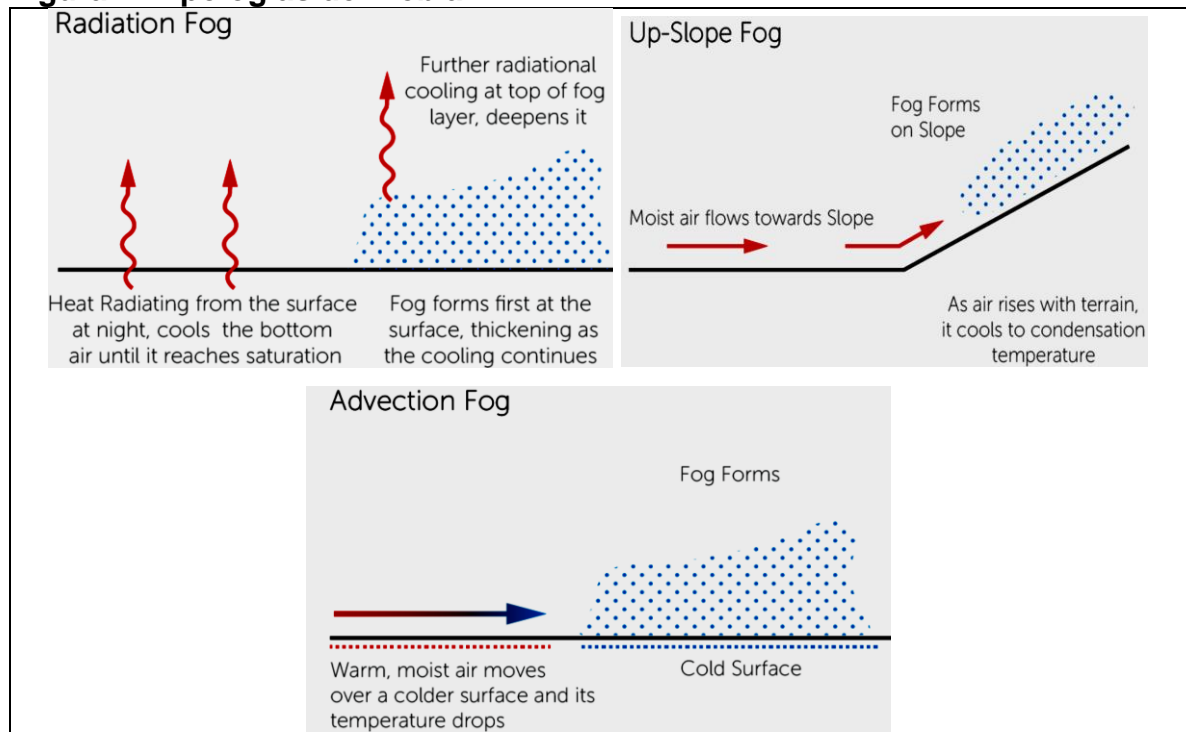 Radiation Fog
Further radiational
cooling at top of fog
layer, deepens it
Heat Radiating from the surface
at night, cools the bottom
air until it reaches saturation
Fog forms first at the
surface, thickening as
the cooling continues
Up-Slope Fog
Fog Forms
on Slope
Moist air flows towards Slope
As air rises with terrain,
it cools to condensation
temperature
Advection Fog
Fog Forms
Warm, moist air moves
over a colder surface and its
temperature drops
Cold Surface